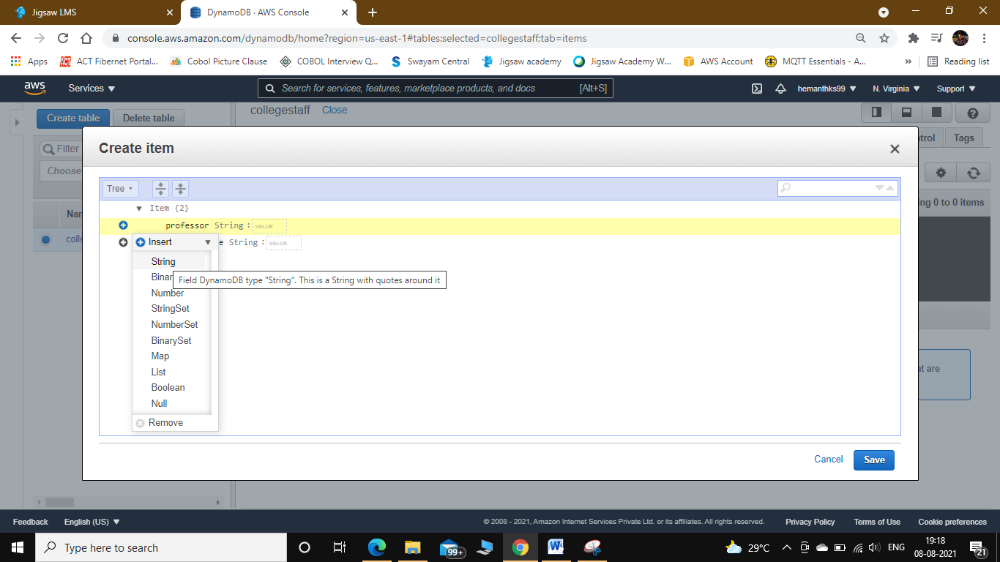 Jigsaw LMS
DynamoDB · AWS Console
console.aws.amazon.com/dynamodb/home?region=us-east-1#tables:selected=collegestaff;tab=items
Apps ACT Fibernet Portal... Cobol Picture Clause COBOL Interview Q... Swayam Central Jigsaw academy Jigsaw Academy W... AWS Account MQTT Essentials - A... » Reading list
aws Services Search for services, features, marketplace products, and docs [Alt+S] hemanthks99 N. Virginia Support
Create table Delete table collegestaff Close
Create item
Filter
Choose
trol Tags
Tree
Item {2}
ing 0 to 0 items
Nar
professor String : VALUE
colle
Insert e String : VALUE
String
Binar
Field DynamoDB type "String". This is a String with quotes around it
Number
StringSet
NumberSet
BinarySet
Map
at are
List
Boolean
Null
Remove
Cancel Save
Feedback English (US) © 2008 - 2021, Amazon Internet Services Private Ltd. or its affiliates. All rights reserved. Privacy Policy Terms of Use Cookie preferences
Type here to search 99+ 29°C ENG 19:18
08-08-2021 21